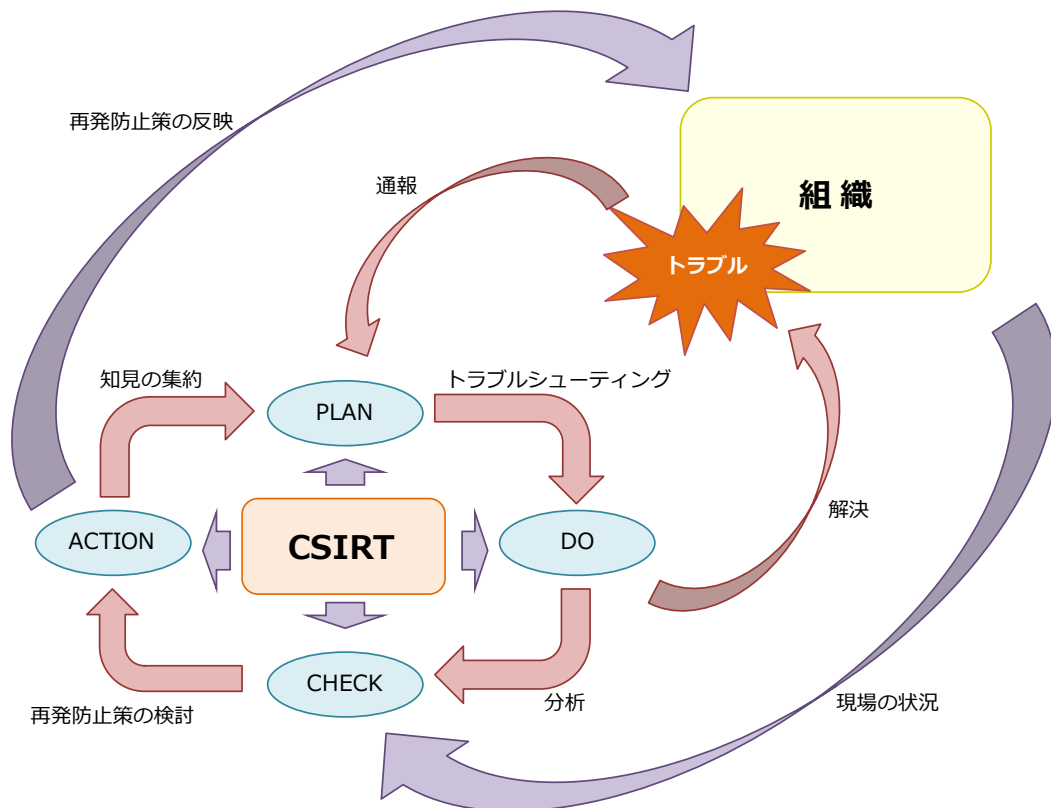 再発防止策の反映
通報
組織
トラブル
知見の集約
トラブルシューティング
PLAN
ACTION
CSIRT
DO
解決
CHECK
再発防止策の検討
分析
現場の状況